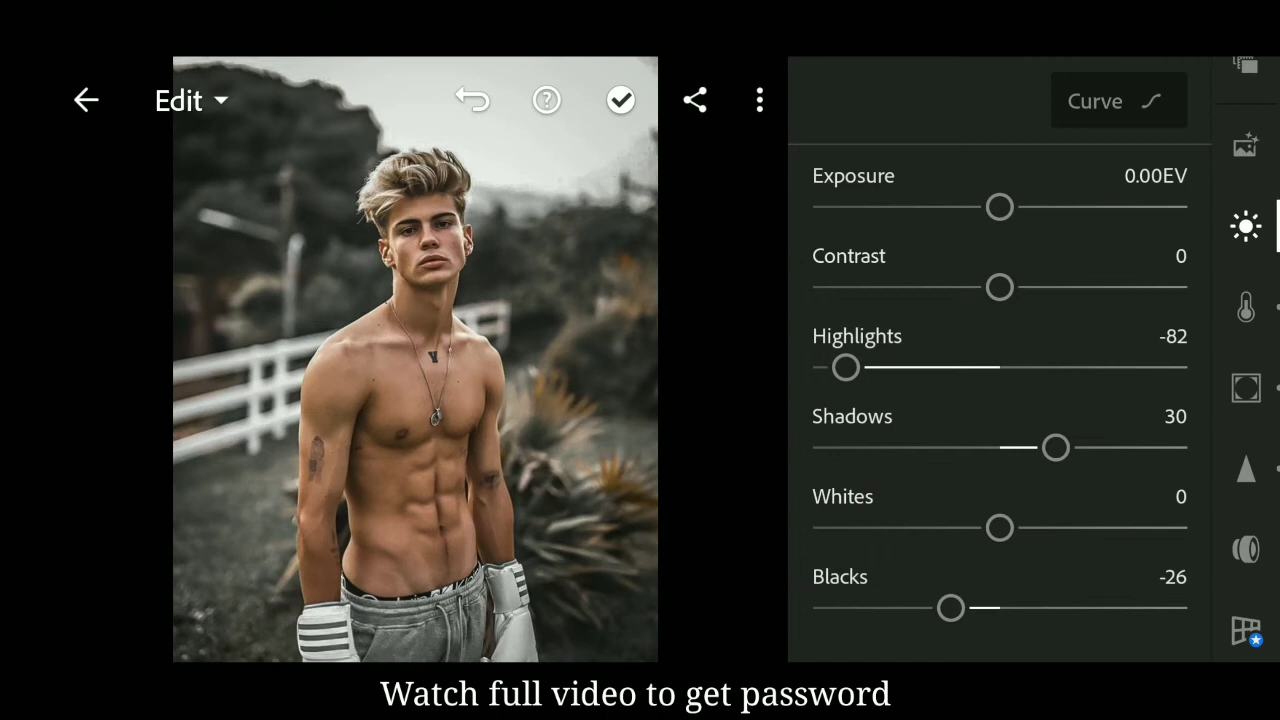 Edit
Curve
Exposure 0.00EV
Contrast 0
Highlights -82
Shadows 30
Whites 0
Blacks -26
Watch full video to get password